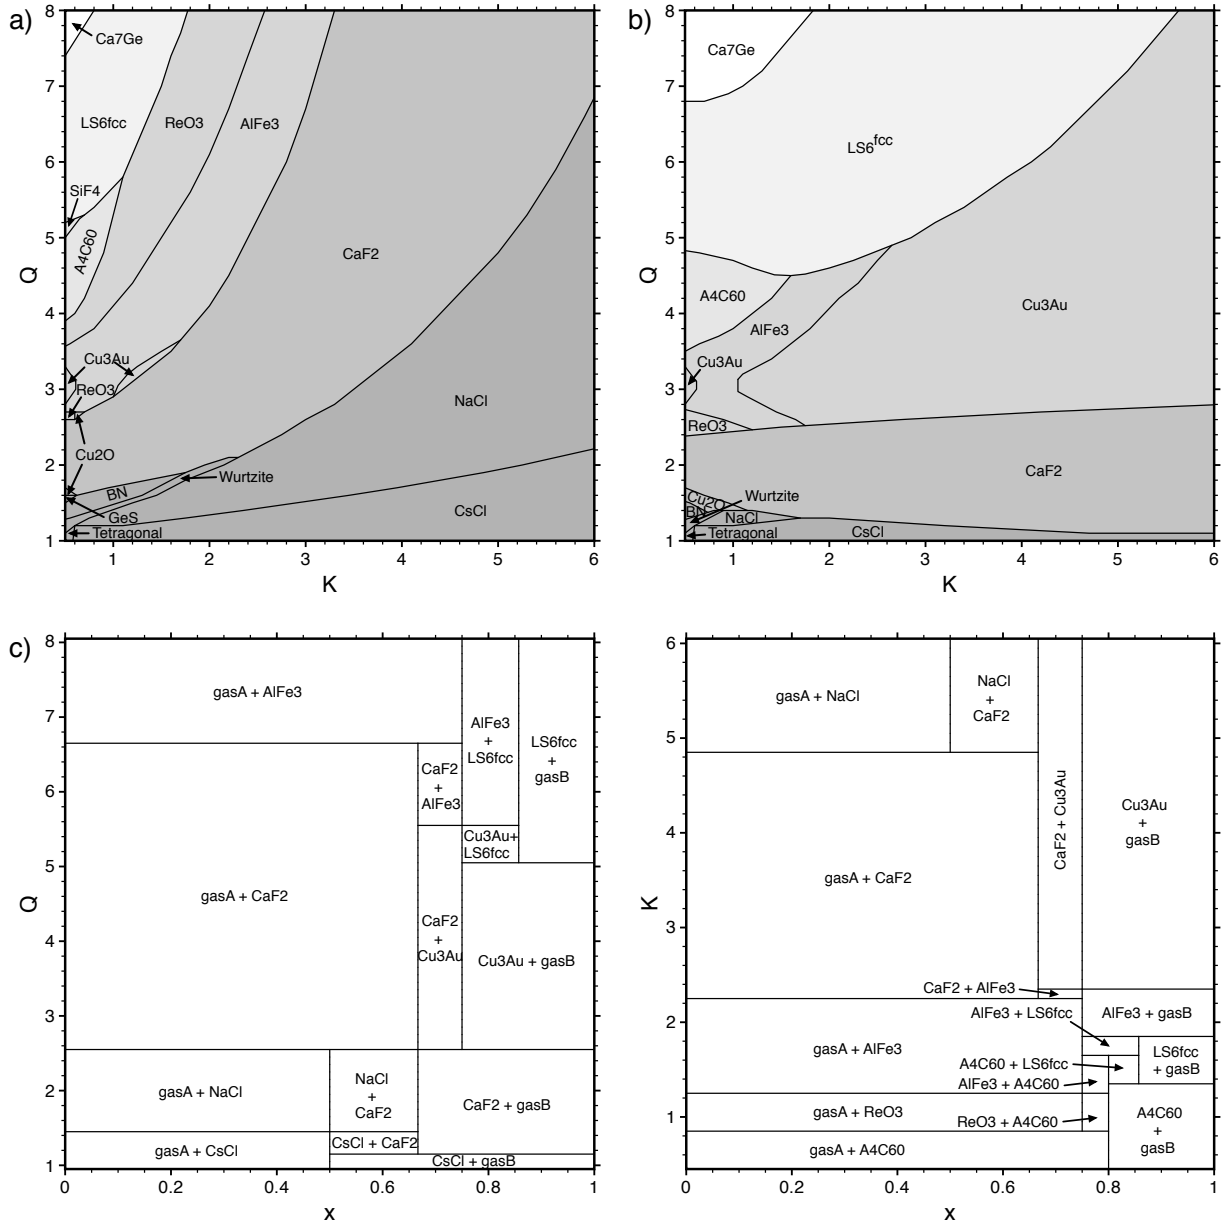 a)
8
7
6
5
4
3
2
1
Q
Ca7Ge
LS6fcc
ReO3
AlFe3
SiF4
A4C60
CaF2
Cu3Au
ReO3
NaCl
Cu2O
BN
Wurtzite
GeS
CsCl
Tetragonal
1
2
3
4
5
6
K
b)
8
7
6
5
4
3
2
1
Q
Ca7Ge
LS6fcc
A4C60
Cu3Au
AlFe3
Cu3Au
ReO3
CaF2
Cu2O
Wurtzite
BN
NaCl
Tetragonal
CsCl
1
2
3
4
5
6
K
c)
8
7
6
5
4
3
2
1
Q
gasA + AlFe3
AlFe3
+
LS6fcc
LS6fcc
+
gasB
CaF2
+
AlFe3
Cu3Au+
LS6fcc
gasA + CaF2
CaF2
+
Cu3Au
Cu3Au + gasB
gasA + NaCl
NaCl
+
CaF2
CaF2 + gasB
gasA + CsCl
CsCl + CaF2
CsCl + gasB
0
0.2
0.4
0.6
0.8
1
x
6
5
4
3
2
1
K
gasA + NaCl
NaCl
+
CaF2
CaF2 + Cu3Au
Cu3Au
+
gasB
gasA + CaF2
CaF2 + AlFe3
AlFe3 + LS6fcc
AlFe3 + gasB
gasA + AlFe3
A4C60 + LS6fcc
LS6fcc
+ gasB
AlFe3 + A4C60
gasA + ReO3
ReO3 + A4C60
A4C60
+
gasB
gasA + A4C60
0
0.2
0.4
0.6
0.8
1
x